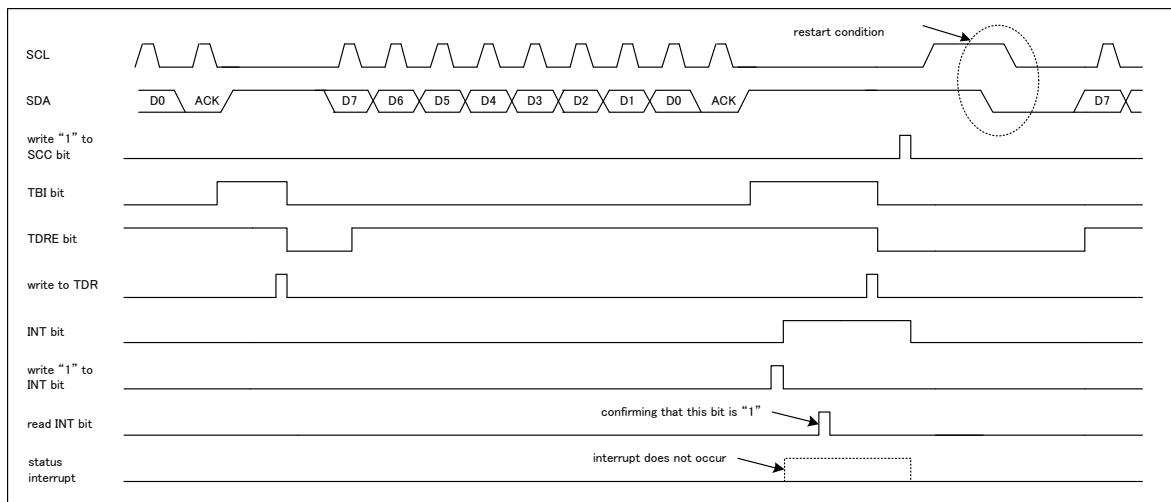 restart condition
SCL
SDA
D0 ACK D7 D6 D5 D4 D3 D2 D1 D0 ACK D7
write “1” to
SCC bit
TBI bit
TDRE bit
write to TDR
INT bit
write “1” to
INT bit
read INT bit
confirming that this bit is “1”
status
interrupt
interrupt does not occur